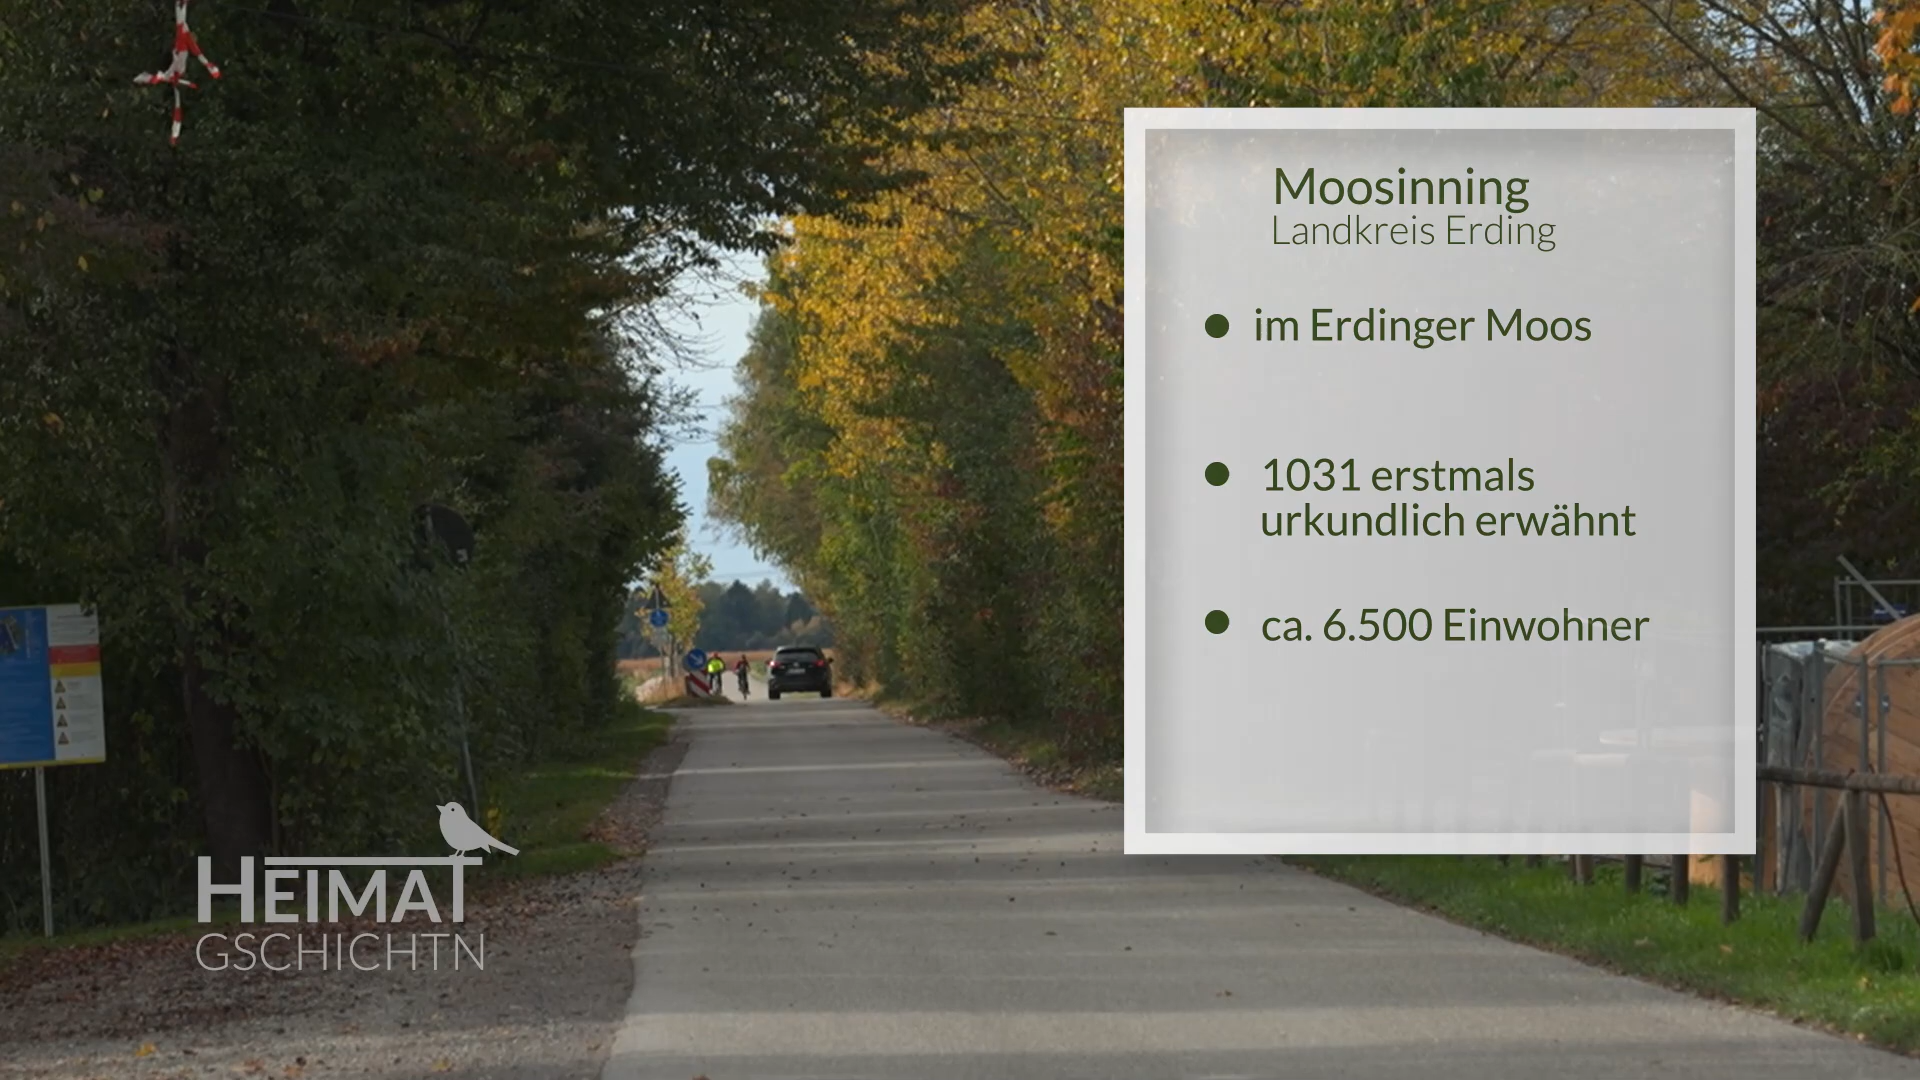 Moosinning
Landkreis Erding
im Erdinger Moos
1031 erstmals
urkundlich erwähnt
ca. 6.500 Einwohner
HEIMAT
GSCHICHTN